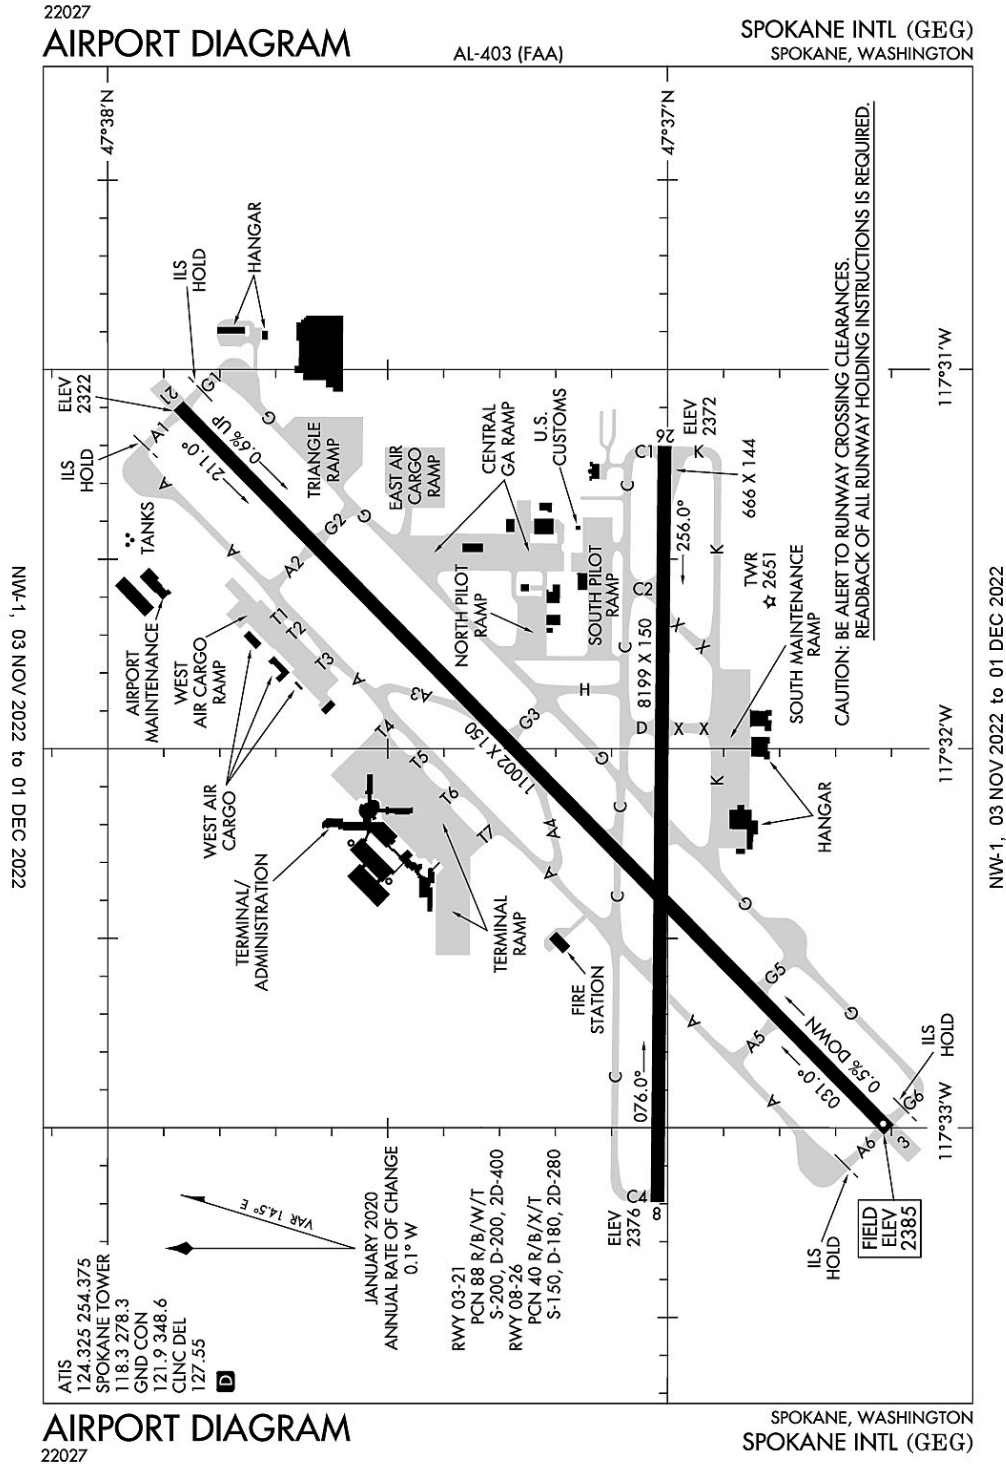 22027
AIRPORT DIAGRAM
AL-403 (FAA)
SPOKANE INTL (GEG)
SPOKANE, WASHINGTON
NW-1, 03 NOV 2022 to 01 DEC 2022
NW-1, 03 NOV 2022 to 01 DEC 2022
47°38'N
47°37'N
117°31'W
117°32'W
117°33'W
CAUTION: BE ALERT TO RUNWAY CROSSING CLEARANCES.
READBACK OF ALL RUNWAY HOLDING INSTRUCTIONS IS REQUIRED.
ILS
HOLD
HANGAR
ELEV
2322
21
G1
A1
ILS
HOLD
211.0°
0.6% UP
G
A
TRIANGLE
RAMP
EAST AIR
CARGO
RAMP
CENTRAL
GA RAMP
U.S.
CUSTOMS
C1
26
ELEV
2372
K
666 X 144
C
256.0°
K
TANKS
A
A2
G2
G
AIRPORT
MAINTENANCE
WEST
AIR CARGO
RAMP
T1
T2
T3
A
A3
NORTH PILOT
RAMP
SOUTH PILOT
RAMP
C2
C
X
X
TWR
2651
SOUTH MAINTENANCE
RAMP
8199 X 150
H
D
X
X
WEST AIR
CARGO
T4
T5
T6
T7
11002 X 150
G3
G
C
K
HANGAR
A4
A
C
G
TERMINAL/
ADMINISTRATION
TERMINAL
RAMP
FIRE
STATION
A
G5
G
A5
C
076.0°
A
031.0°
0.5% DOWN
ILS
HOLD
G6
3
A6
ILS
HOLD
FIELD
ELEV
2385
C4
8
ELEV
2376
VAR 14.5° E
JANUARY 2020
ANNUAL RATE OF CHANGE
0.1° W
RWY 03-21
PCN 88 R/B/W/T
S-200, D-200, 2D-400
RWY 08-26
PCN 40 R/B/X/T
S-150, D-180, 2D-280
ATIS
124.325 254.375
SPOKANE TOWER
118.3 278.3
GND CON
121.9 348.6
CLNC DEL
127.55
D
AIRPORT DIAGRAM
22027
SPOKANE, WASHINGTON
SPOKANE INTL (GEG)